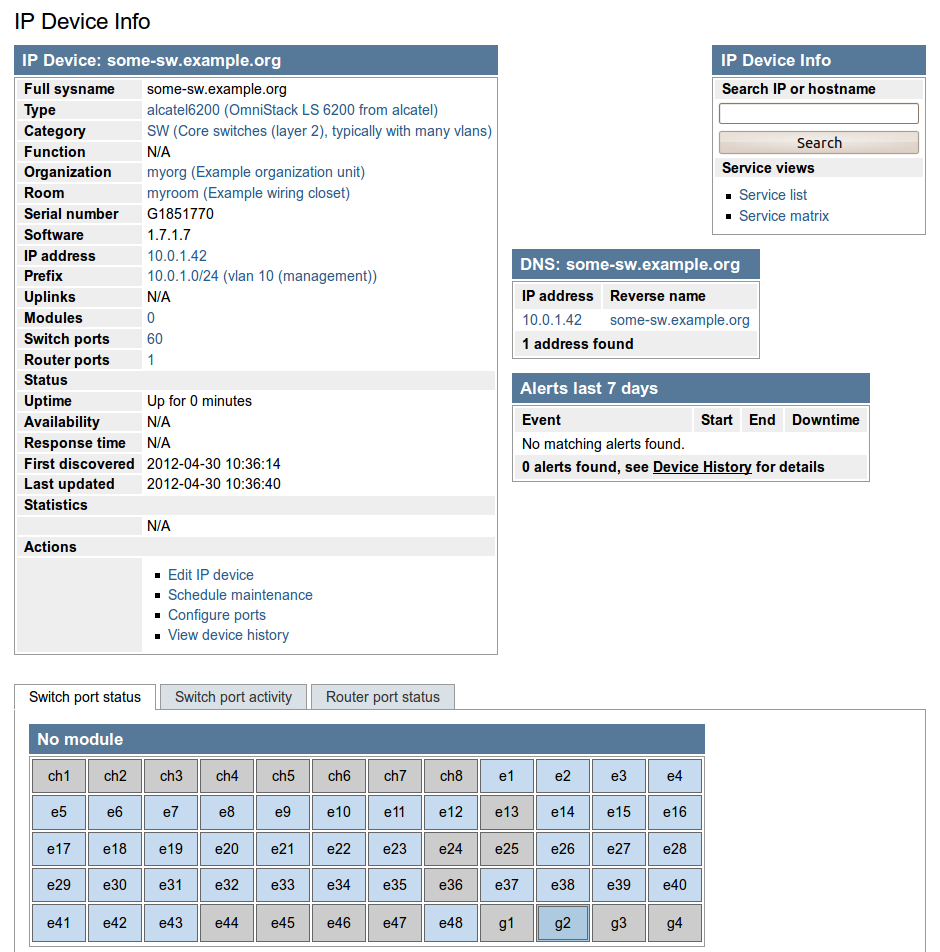 IP Device Info
IP Device: some-sw.example.org
Full sysname some-sw.example.org
Type alcatel6200 (OmniStack LS 6200 from alcatel)
Category SW (Core switches (layer 2), typically with many vlans)
Function N/A
Organization myorg (Example organization unit)
Room myroom (Example wiring closet)
Serial number G1851770
Software 1.7.1.7
IP address 10.0.1.42
Prefix 10.0.1.0/24 (vlan 10 (management))
Uplinks N/A
Modules 0
Switch ports 60
Router ports 1
Status
Uptime Up for 0 minutes
Availability N/A
Response time N/A
First discovered 2012-04-30 10:36:14
Last updated 2012-04-30 10:36:40
Statistics
N/A
Actions
Edit IP device
Schedule maintenance
Configure ports
View device history
IP Device Info
Search IP or hostname
Search
Service views
Service list
Service matrix
DNS: some-sw.example.org
IP address Reverse name
10.0.1.42 some-sw.example.org
1 address found
Alerts last 7 days
Event Start End Downtime
No matching alerts found.
0 alerts found, see Device History for details
Switch port status Switch port activity Router port status
No module
ch1 ch2 ch3 ch4 ch5 ch6 ch7 ch8 e1 e2 e3 e4
e5 e6 e7 e8 e9 e10 e11 e12 e13 e14 e15 e16
e17 e18 e19 e20 e21 e22 e23 e24 e25 e26 e27 e28
e29 e30 e31 e32 e33 e34 e35 e36 e37 e38 e39 e40
e41 e42 e43 e44 e45 e46 e47 e48 g1 g2 g3 g4